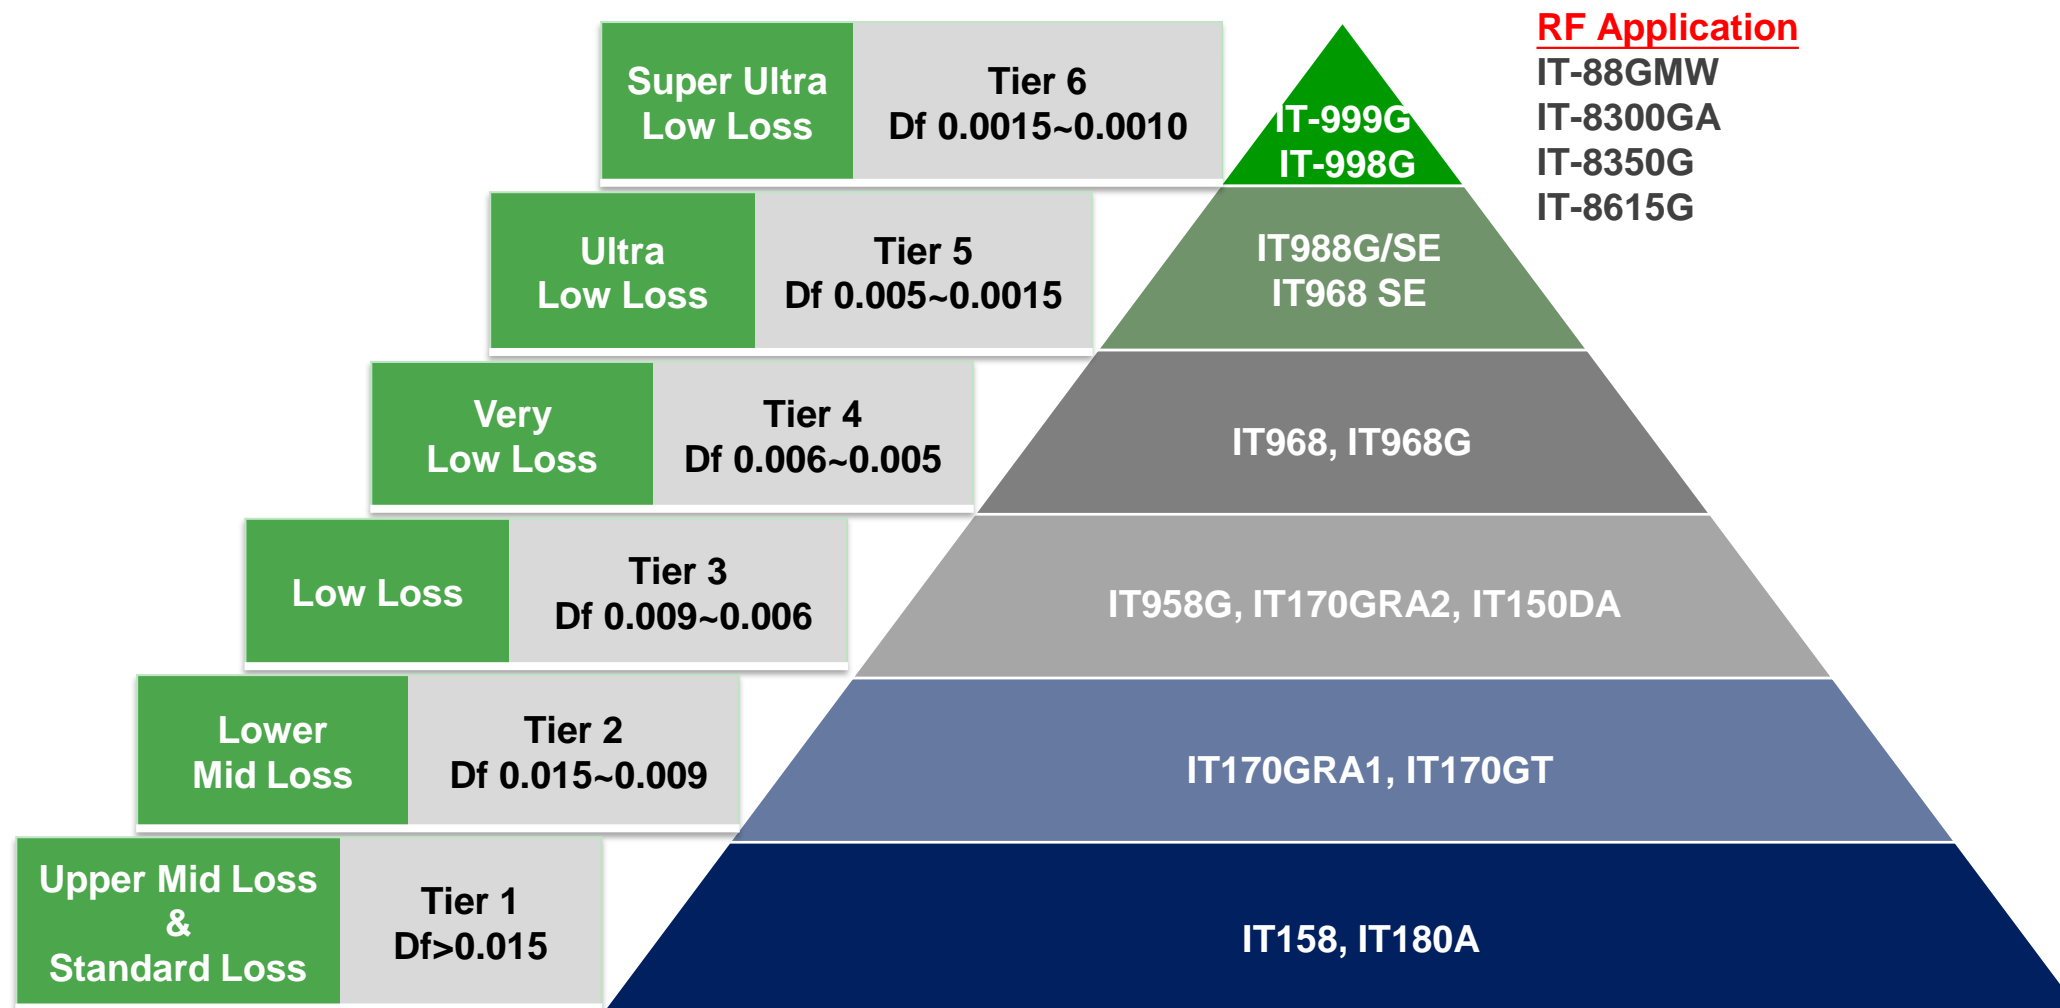 RF Application
IT-88GMW
IT-8300GA
IT-8350G
IT-8615G
Super Ultra
Low Loss
Tier 6
Df 0.0015~0.0010
IT-999G
IT-998G
Ultra
Low Loss
Tier 5
Df 0.005~0.0015
IT988G/SE
IT968 SE
Very
Low Loss
Tier 4
Df 0.006~0.005
IT968, IT968G
Low Loss
Tier 3
Df 0.009~0.006
IT958G, IT170GRA2, IT150DA
Lower
Mid Loss
Tier 2
Df 0.015~0.009
IT170GRA1, IT170GT
Upper Mid Loss
&
Standard Loss
Tier 1
Df>0.015
IT158, IT180A